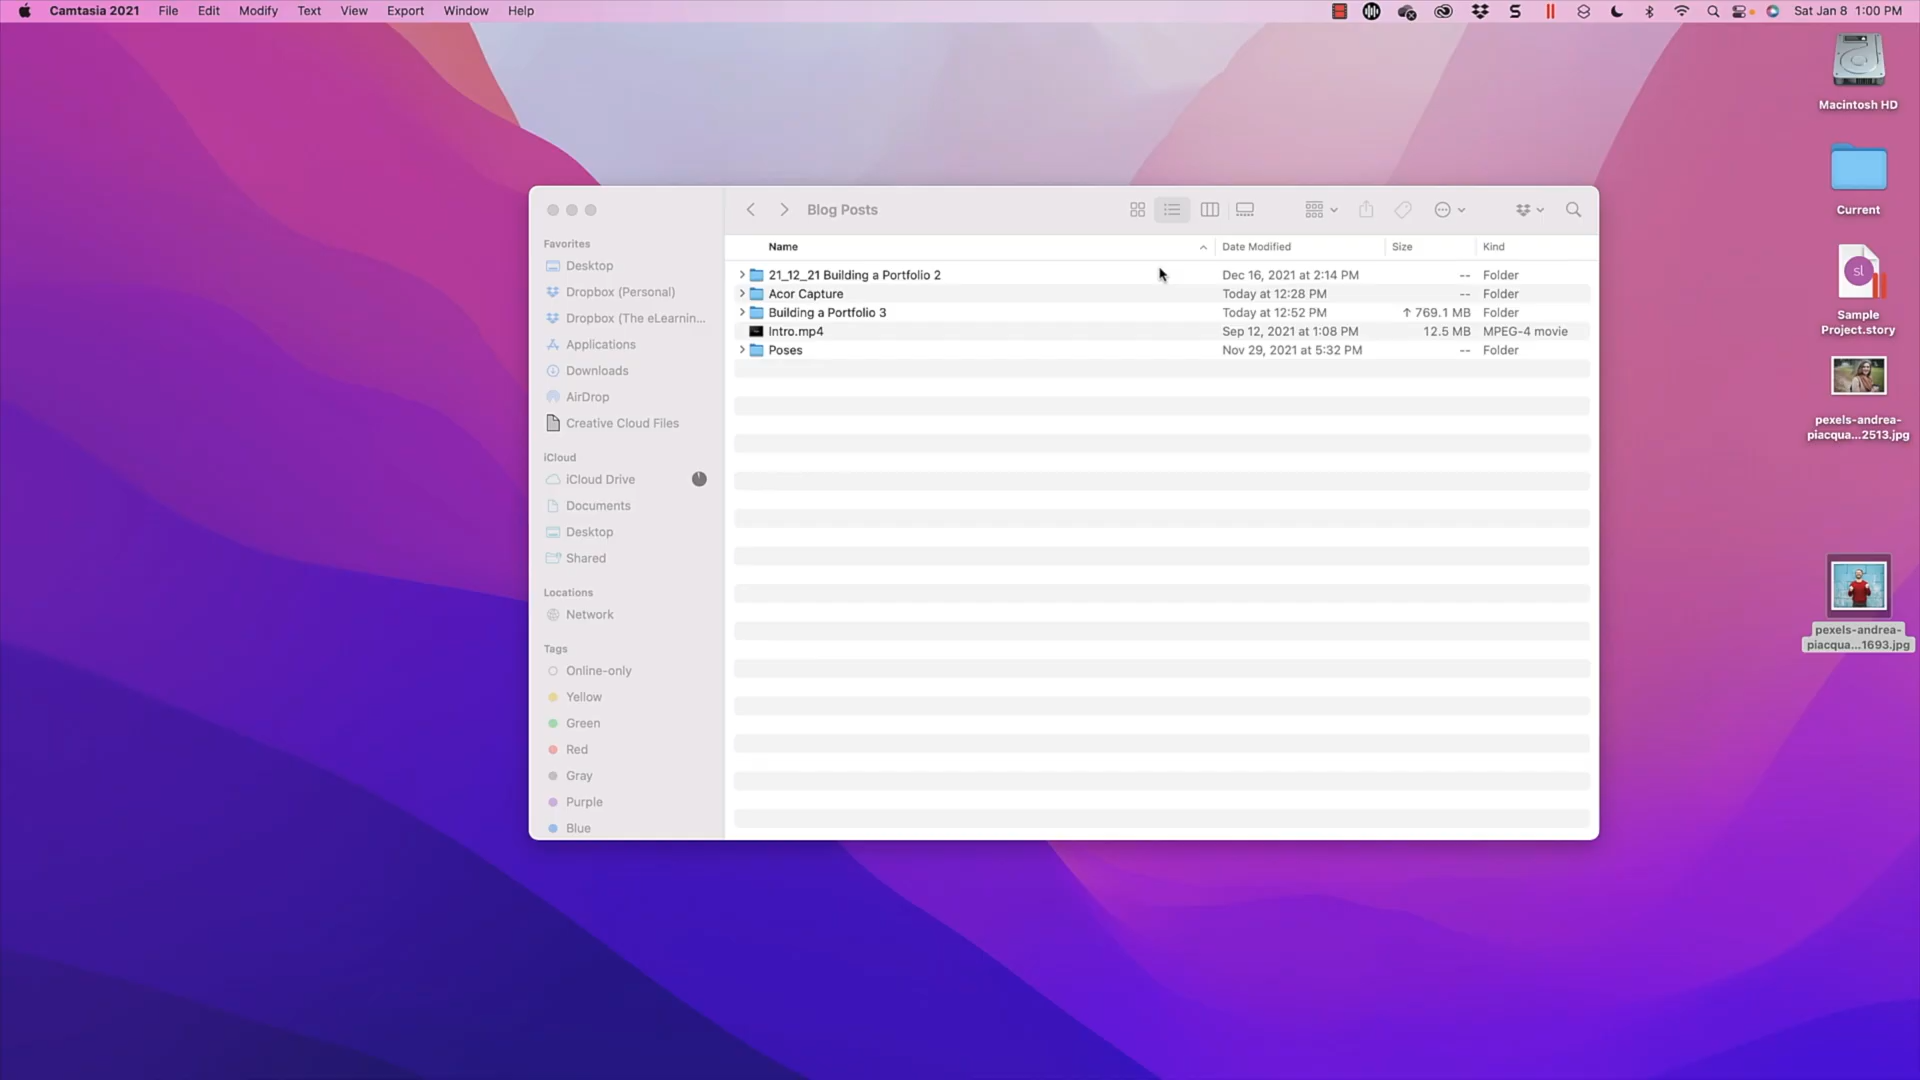 Camtasia 2021 File Edit Modify Text View Export Window Help
Sat Jan 8 1:00 PM
Macintosh HD
Current
sl
Sample
Project.story
pexels-andrea-
piacqua...2513.jpg
pexels-andrea-
piacqua...1693.jpg
Blog Posts
Favorites
Desktop
Dropbox (Personal)
Dropbox (The eLearnin...
Applications
Downloads
AirDrop
Creative Cloud Files
iCloud
iCloud Drive
Documents
Desktop
Shared
Locations
Network
Tags
Online-only
Yellow
Green
Red
Gray
Purple
Blue
Name Date Modified Size Kind
21_12_21 Building a Portfolio 2 Dec 16, 2021 at 2:14 PM -- Folder
Acor Capture Today at 12:28 PM -- Folder
Building a Portfolio 3 Today at 12:52 PM ↑ 769.1 MB Folder
Intro.mp4 Sep 12, 2021 at 1:08 PM 12.5 MB MPEG-4 movie
Poses Nov 29, 2021 at 5:32 PM -- Folder